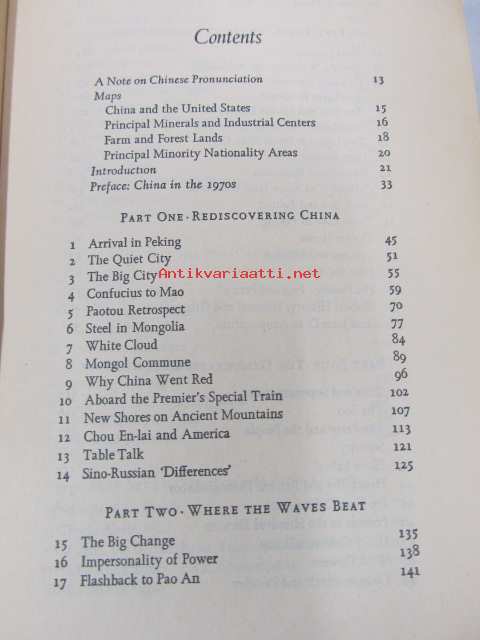 Contents
A Note on Chinese Pronunciation 13
Maps
China and the United States 15
Principal Minerals and Industrial Centers 16
Farm and Forest Lands 18
Principal Minority Nationality Areas 20
Introduction 21
Preface: China in the 1970s 33
PART ONE · REDISCOVERING CHINA
1 Arrival in Peking 45
2 The Quiet City 51
3 The Big City 55
Antikvariaatti.net
4 Confucius to Mao 59
5 Paotou Retrospect 70
6 Steel in Mongolia 77
7 White Cloud 84
8 Mongol Commune 89
9 Why China Went Red 96
10 Aboard the Premier's Special Train 102
11 New Shores on Ancient Mountains 107
12 Chou En-lai and America 113
13 Table Talk 121
14 Sino-Russian 'Differences' 125
PART TWO · WHERE THE WAVES BEAT
15 The Big Change 135
16 Impersonality of Power 138
17 Flashback to Pao An 141